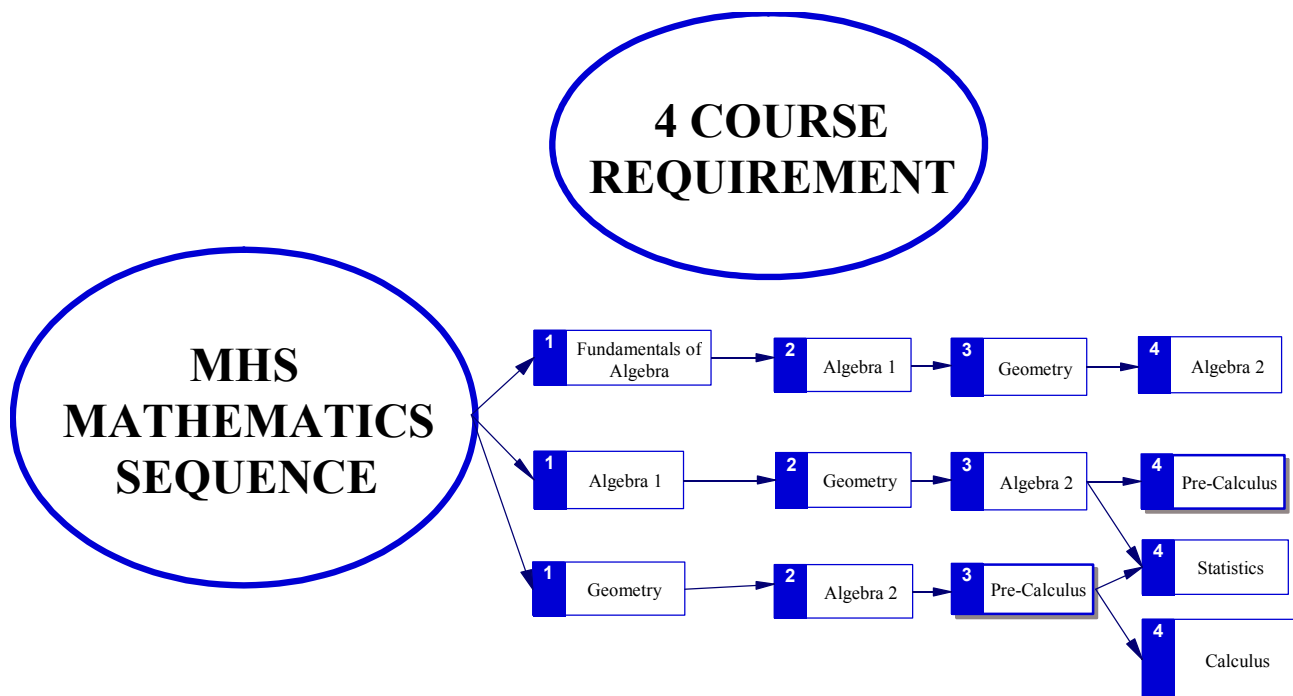 4 COURSE
REQUIREMENT
MHS
MATHEMATICS
SEQUENCE
1 Fundamentals of
Algebra
2 Algebra 1
3 Geometry
4 Algebra 2
1 Algebra 1
2 Geometry
3 Algebra 2
4 Pre-Calculus
4 Statistics
1 Geometry
2 Algebra 2
3 Pre-Calculus
4 Calculus